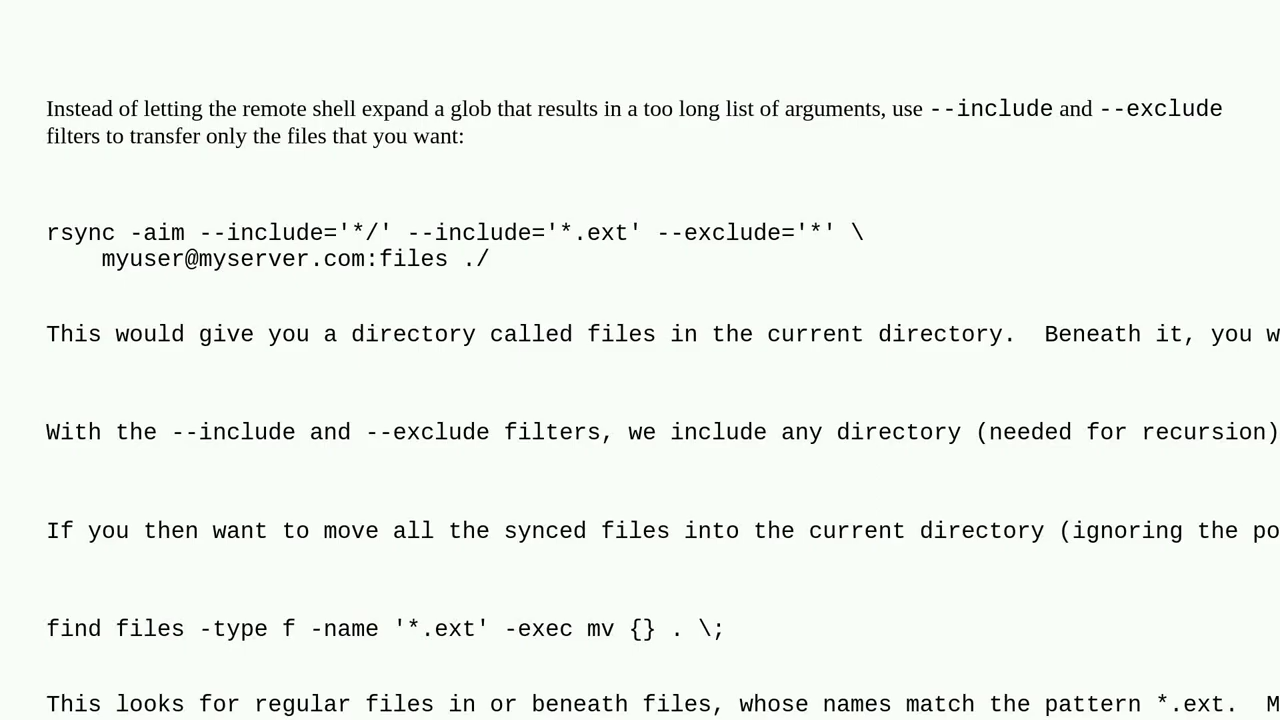 Instead of letting the remote shell expand a glob that results in a too long list of arguments, use --include and --exclude
filters to transfer only the files that you want:
rsync -aim --include='*/' --include='*.ext' --exclude='*' \
    myuser@myserver.com:files ./
This would give you a directory called files in the current directory.  Beneath it, you w
With the --include and --exclude filters, we include any directory (needed for recursion)
If you then want to move all the synced files into the current directory (ignoring the po
find files -type f -name '*.ext' -exec mv {} . \;
This looks for regular files in or beneath files, whose names match the pattern *.ext.  M